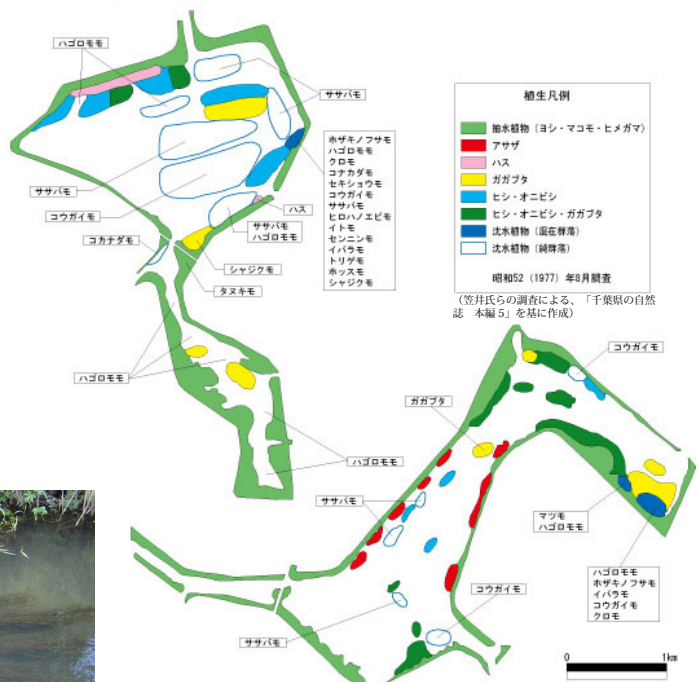 ハゴロモモ
ササバモ
ホザキノフサモ
ハゴロモモ
クロモ
コナカダモ
セキショウモ
コウガイモ
ササバモ
ヒロハノエビモ
イトモ
センニンモ
イバラモ
トリゲモ
ホッスモ
シャジクモ
ササバモ
コウガイモ
コカナダモ
ハス
ササバモ
ハゴロモモ
シャジクモ
タヌキモ
ハゴロモモ
ハゴロモモ
植生凡例
抽水植物（ヨシ・マコモ・ヒメガマ）
アサザ
ハス
ガガブタ
ヒシ・オニビシ
ヒシ・オニビシ・ガガブタ
沈水植物（混在群落）
沈水植物（純群落）
昭和52（1977）年8月調査
（笠井氏らの調査による、「千葉県の自然
誌　本編5」を基に作成）
コウガイモ
ガガブタ
ササバモ
マツモ
ハゴロモモ
ハゴロモモ
ホザキノフサモ
イバラモ
コウガイモ
クロモ
コウガイモ
ササバモ
0 1km